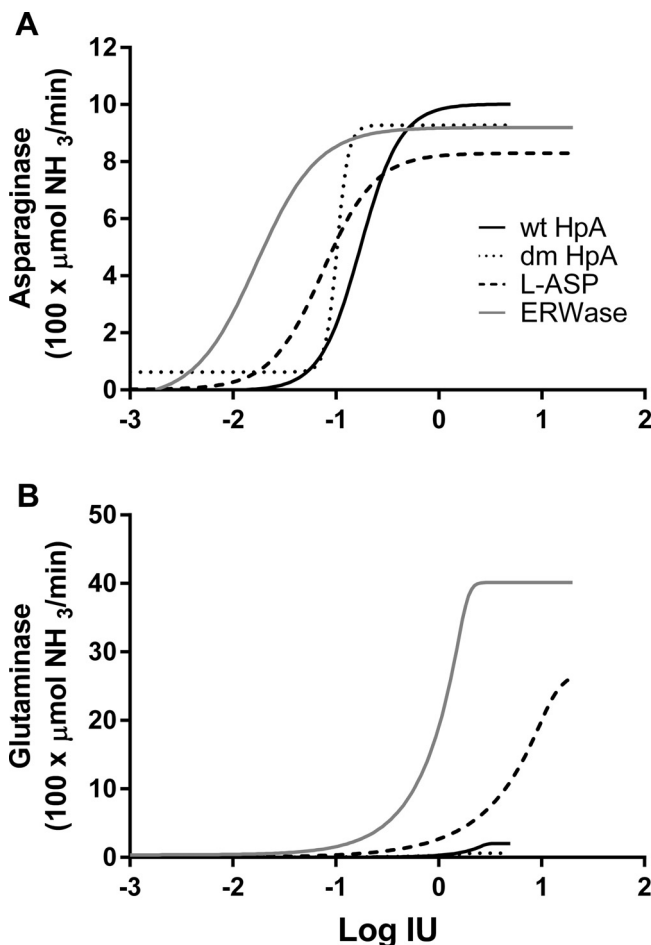 A
Asparaginase
(100 x μmol NH 3/min)
12
10
8
6
4
2
0
-3 -2 -1 0 1 2
wt HpA
dm HpA
L-ASP
ERWase
B
Glutaminase
(100 x μmol NH 3/min)
50
40
30
20
10
0
-3 -2 -1 0 1 2
Log IU